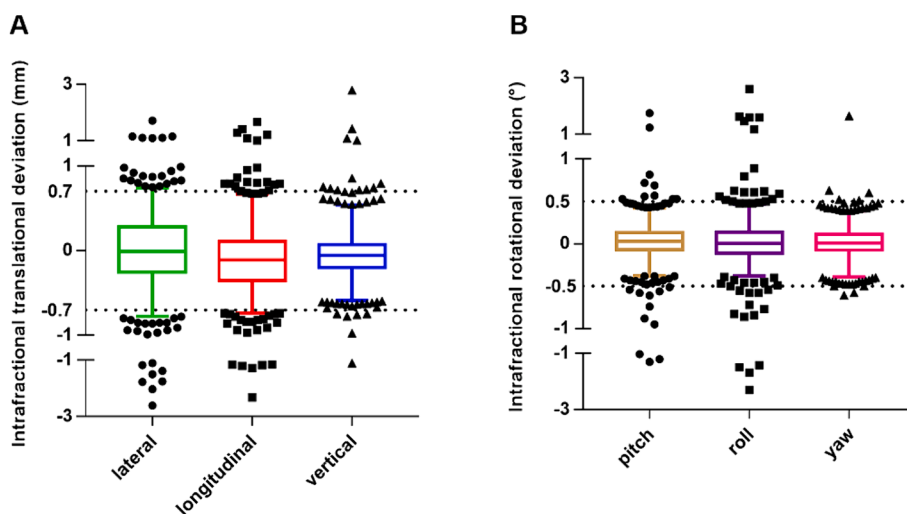 A
Intrafractional translational deviation (mm)
3
1
1
0.7
0
-0.7
-1
-1
-3
lateral
longitudinal
vertical
B
Intrafractional rotational deviation (°)
3
1
1
0.5
0
-0.5
-1
-1
-3
pitch
roll
yaw